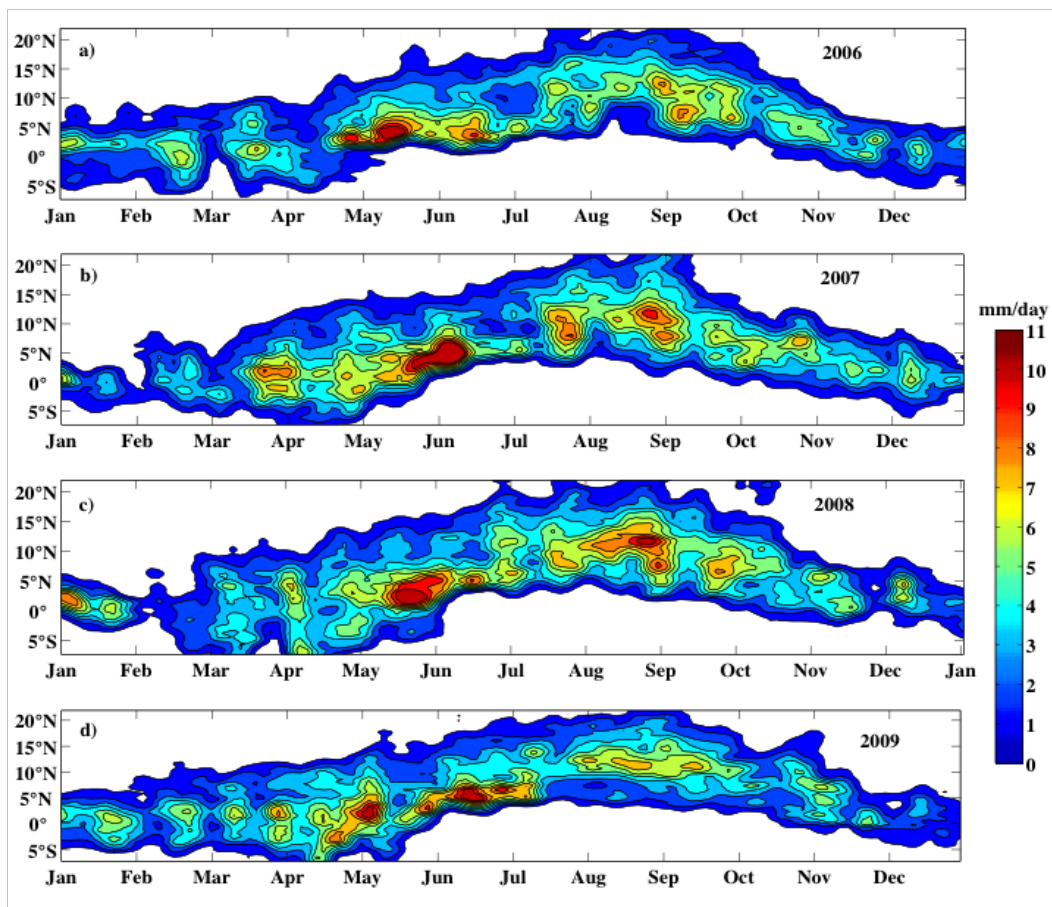 a)
2006
20°N
15°N
10°N
5°N
0°
5°S
Jan Feb Mar Apr May Jun Jul Aug Sep Oct Nov Dec
b)
2007
20°N
15°N
10°N
5°N
0°
5°S
Jan Feb Mar Apr May Jun Jul Aug Sep Oct Nov Dec
c)
2008
20°N
15°N
10°N
5°N
0°
5°S
Jan Feb Mar Apr May Jun Jul Aug Sep Oct Nov Dec Jan
d)
2009
20°N
15°N
10°N
5°N
0°
5°S
Jan Feb Mar Apr May Jun Jul Aug Sep Oct Nov Dec
mm/day
11
10
9
8
7
6
5
4
3
2
1
0